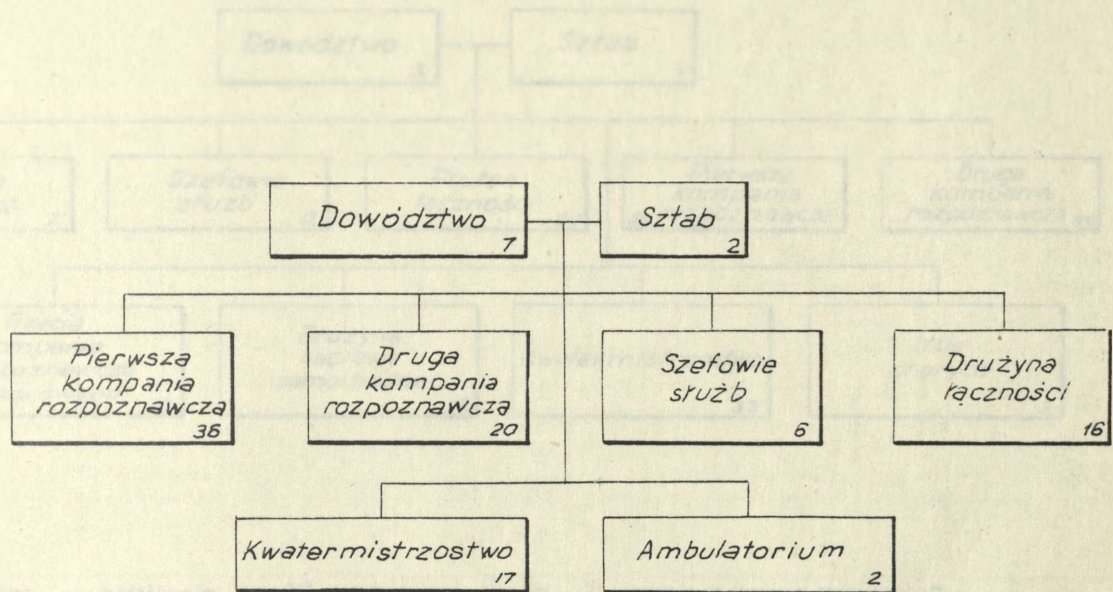 Dowództwo
7
Sztab
2
Pierwsza
kompania
rozpoznawcza
36
Druga
kompania
rozpoznawcza
20
Szefowie
służb
6
Drużyna
łączności
16
Kwatermistrzostwo
17
Ambulatorium
2